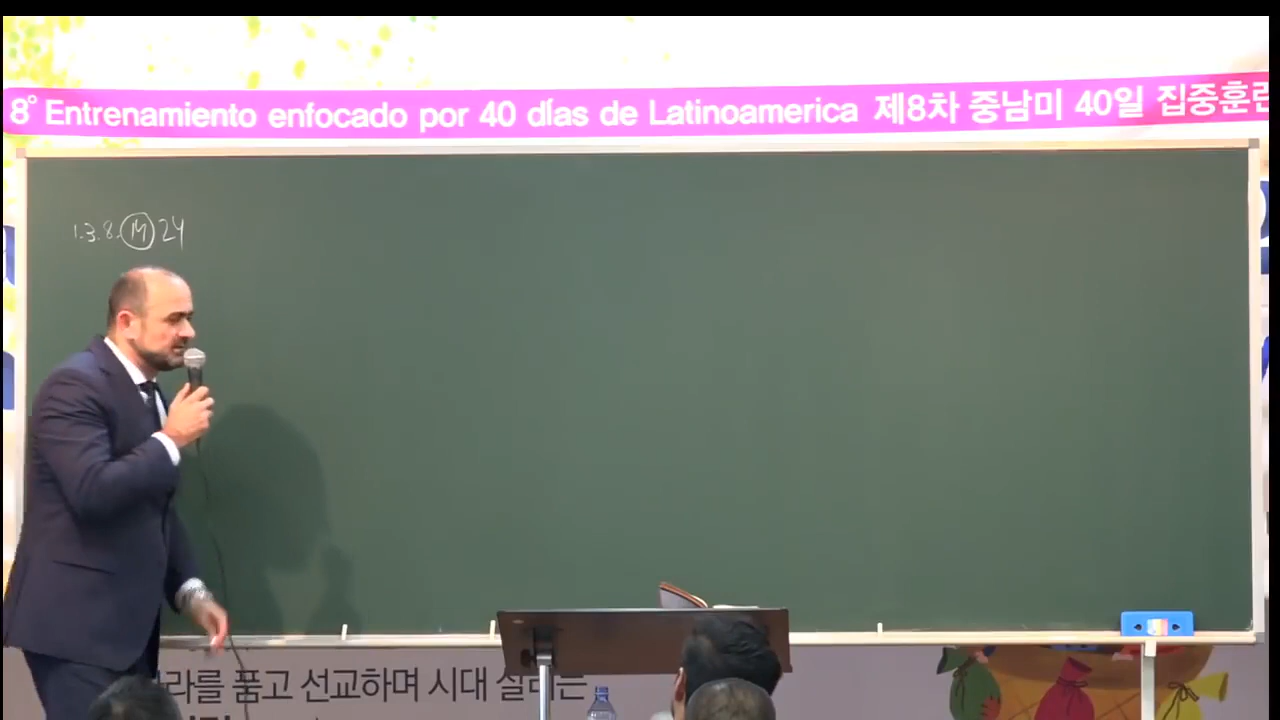 8° Entrenamiento enfocado por 40 días de Latinoamerica 제8차 중남미 40일 집중훈련
1.3.8.14 24
라를 품고 선교하며 시대 살리는